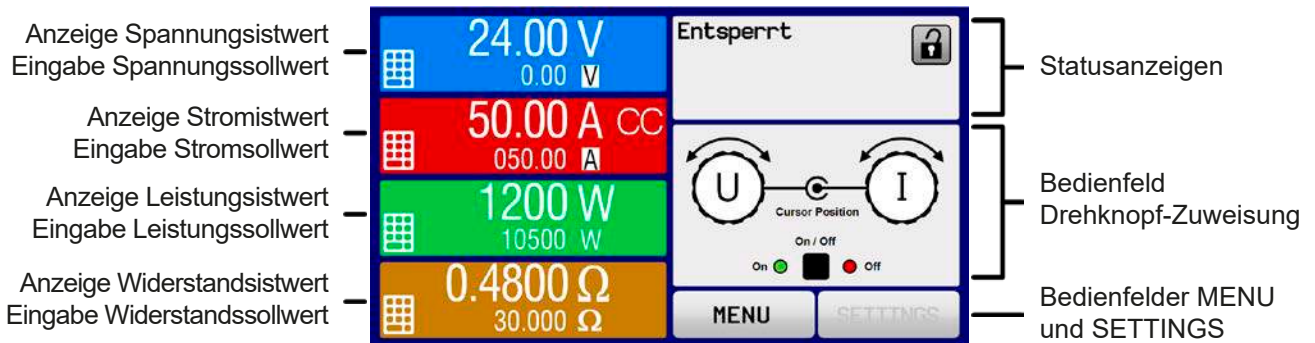 Anzeige Spannungsistwert
Eingabe Spannungssollwert
Anzeige Stromistwert
Eingabe Stromsollwert
Anzeige Leistungsistwert
Eingabe Leistungssollwert
Anzeige Widerstandsistwert
Eingabe Widerstandssollwert
24.00 V
0.00 V
50.00 A CC
050.00 A
1200 W
10500 W
0.4800 Ω
30.000 Ω
Entsperrt
U
I
Cursor Position
On / Off
On
Off
MENU
SETTINGS
Statusanzeigen
Bedienfeld
Drehknopf-Zuweisung
Bedienfelder MENU
und SETTINGS